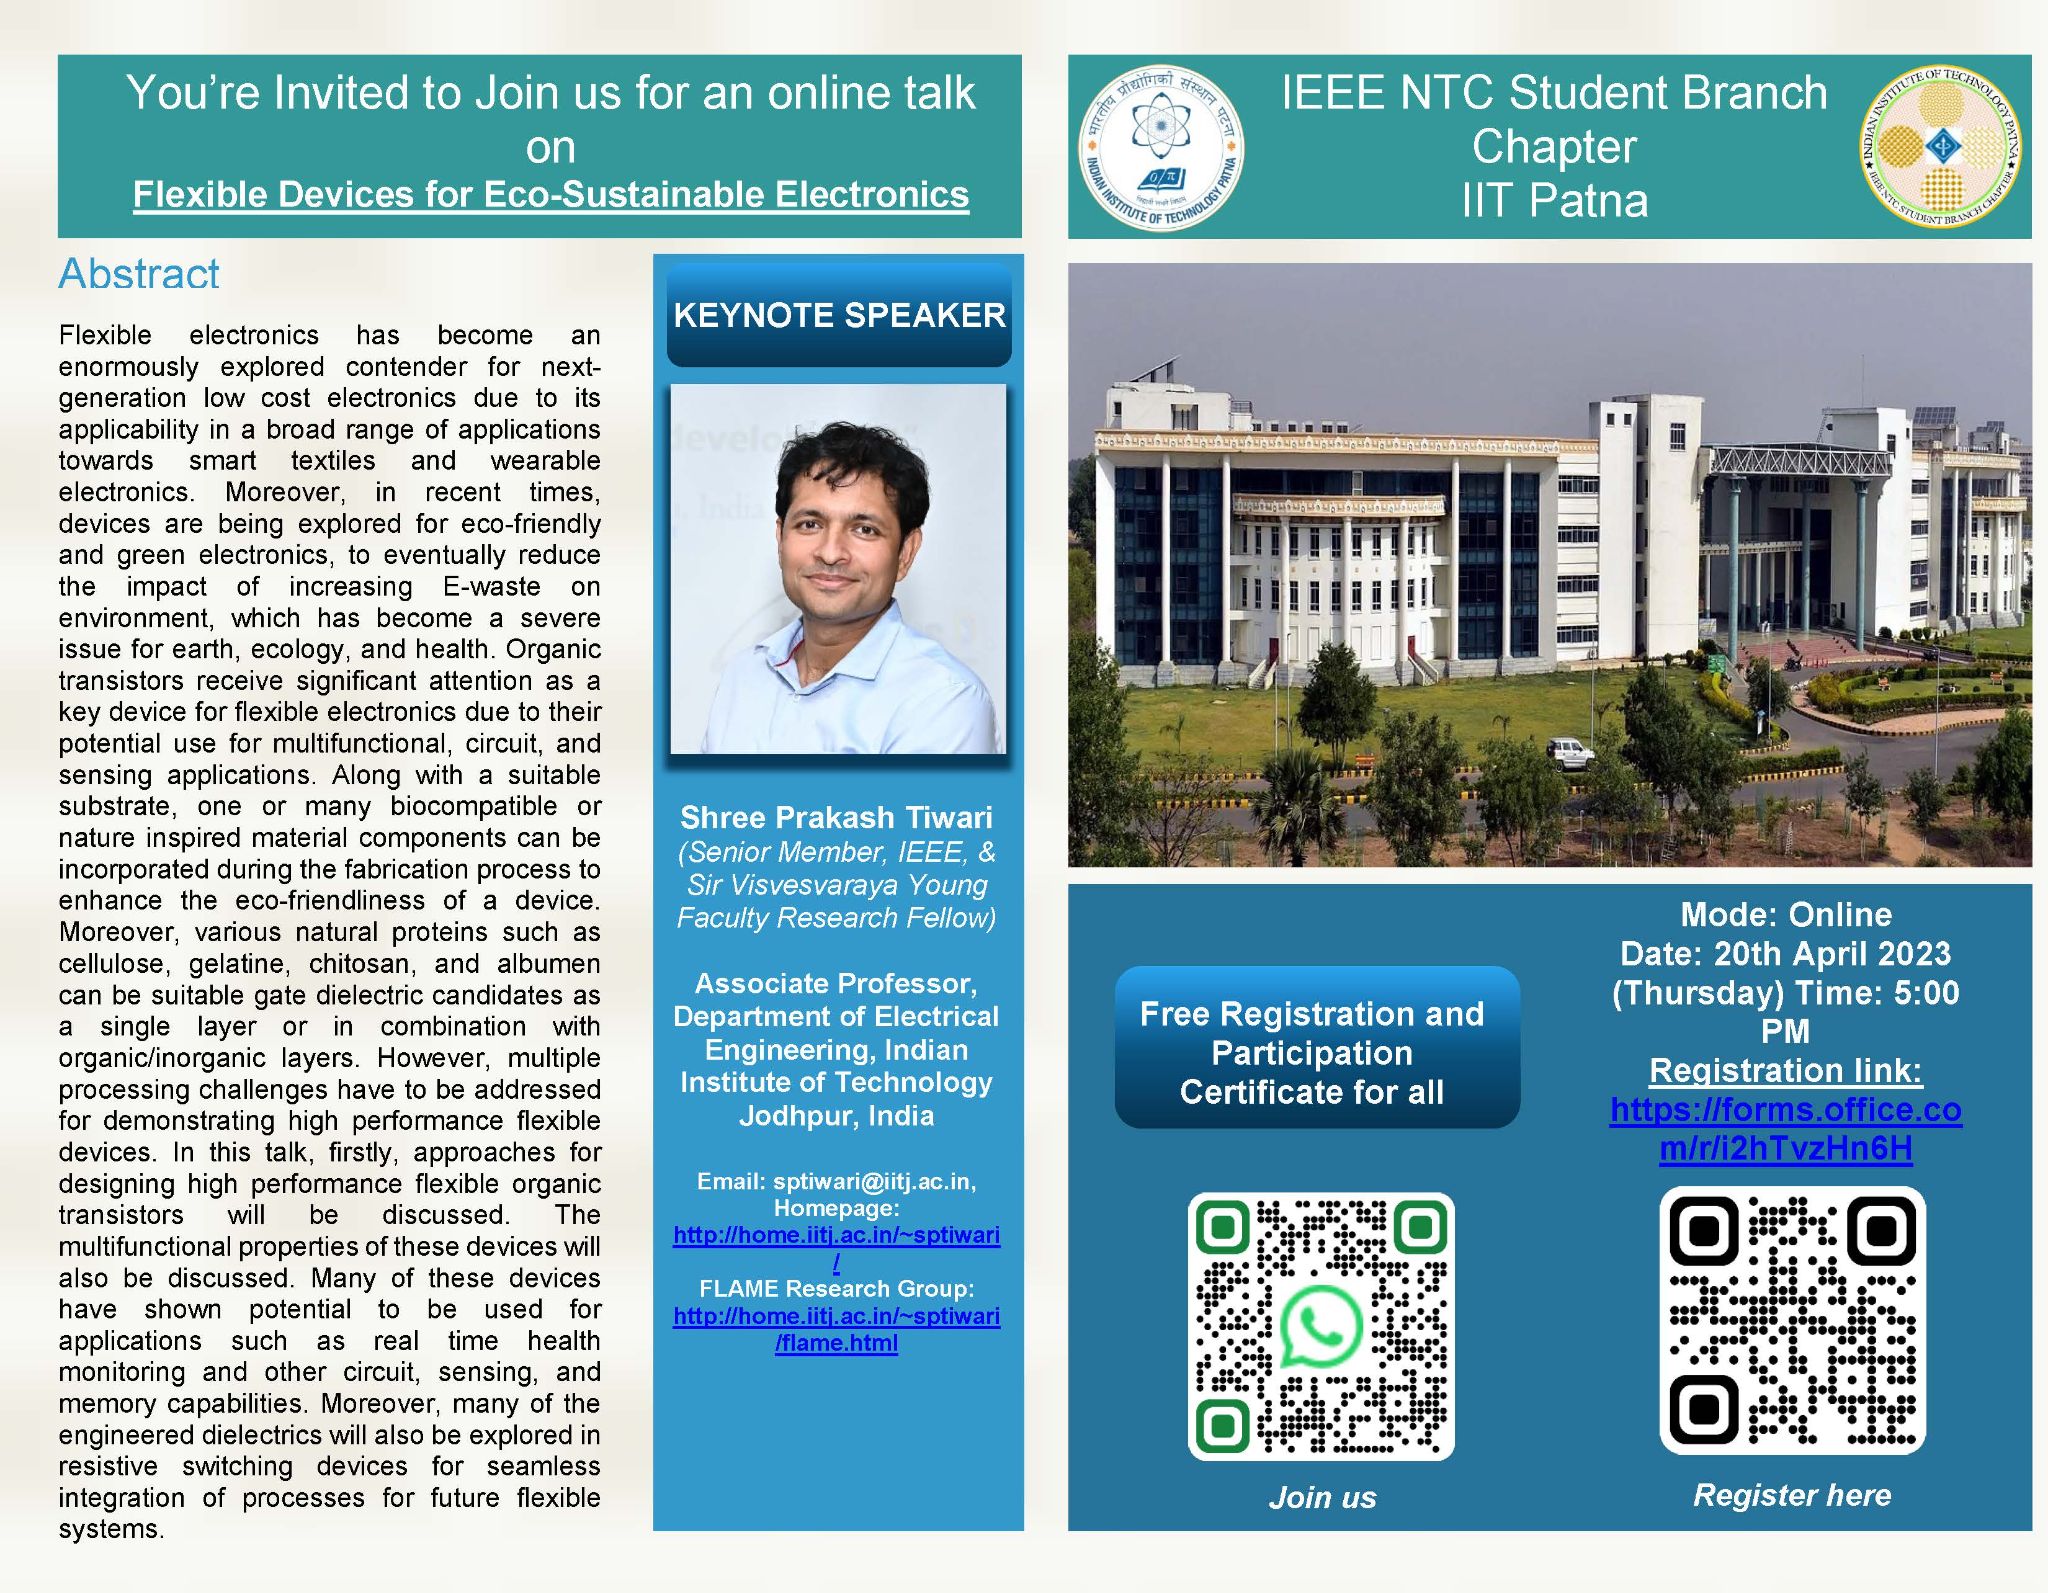 You're Invited to Join us for an online talk
on
Flexible Devices for Eco-Sustainable Electronics
Abstract
Flexible electronics has become an
enormously explored contender for next-
generation low cost electronics due to its
applicability in a broad range of applications
towards smart textiles and wearable
electronics. Moreover, in recent times,
devices are being explored for eco-friendly
and green electronics, to eventually reduce
the impact of increasing E-waste on
environment, which has become a severe
issue for earth, ecology, and health. Organic
transistors receive significant attention as a
key device for flexible electronics due to their
potential use for multifunctional, circuit, and
sensing applications. Along with a suitable
substrate, one or many biocompatible or
nature inspired material components can be
incorporated during the fabrication process to
enhance the eco-friendliness of a device.
Moreover, various natural proteins such as
cellulose, gelatine, chitosan, and albumen
can be suitable gate dielectric candidates as
a single layer or in combination with
organic/inorganic layers. However, multiple
processing challenges have to be addressed
for demonstrating high performance flexible
devices. In this talk, firstly, approaches for
designing high performance flexible organic
transistors will be discussed. The
multifunctional properties of these devices will
also be discussed. Many of these devices
have shown potential to be used for
applications such as real time health
monitoring and other circuit, sensing, and
memory capabilities. Moreover, many of the
engineered dielectrics will also be explored in
resistive switching devices for seamless
integration of processes for future flexible
systems.
KEYNOTE SPEAKER
Shree Prakash Tiwari
(Senior Member, IEEE, &
Sir Visvesvaraya Young
Faculty Research Fellow)
Associate Professor,
Department of Electrical
Engineering, Indian
Institute of Technology
Jodhpur, India
Email: sptiwari@iitj.ac.in,
Homepage:
http://home.iitj.ac.in/~sptiwari
/
FLAME Research Group:
http://home.iitj.ac.in/~sptiwari
/flame.html
भारतीय प्रौद्योगिकी संस्थान पटना
INDIAN INSTITUTE OF TECHNOLOGY PATNA
IEEE NTC Student Branch
Chapter
IIT Patna
INDIAN INSTITUTE OF TECHNOLOGY PATNA
IEEE NTC STUDENT BRANCH CHAPTER
Free Registration and
Participation
Certificate for all
Mode: Online
Date: 20th April 2023
(Thursday) Time: 5:00
PM
Registration link:
https://forms.office.co
m/r/i2hTvzHn6H
Join us
Register here